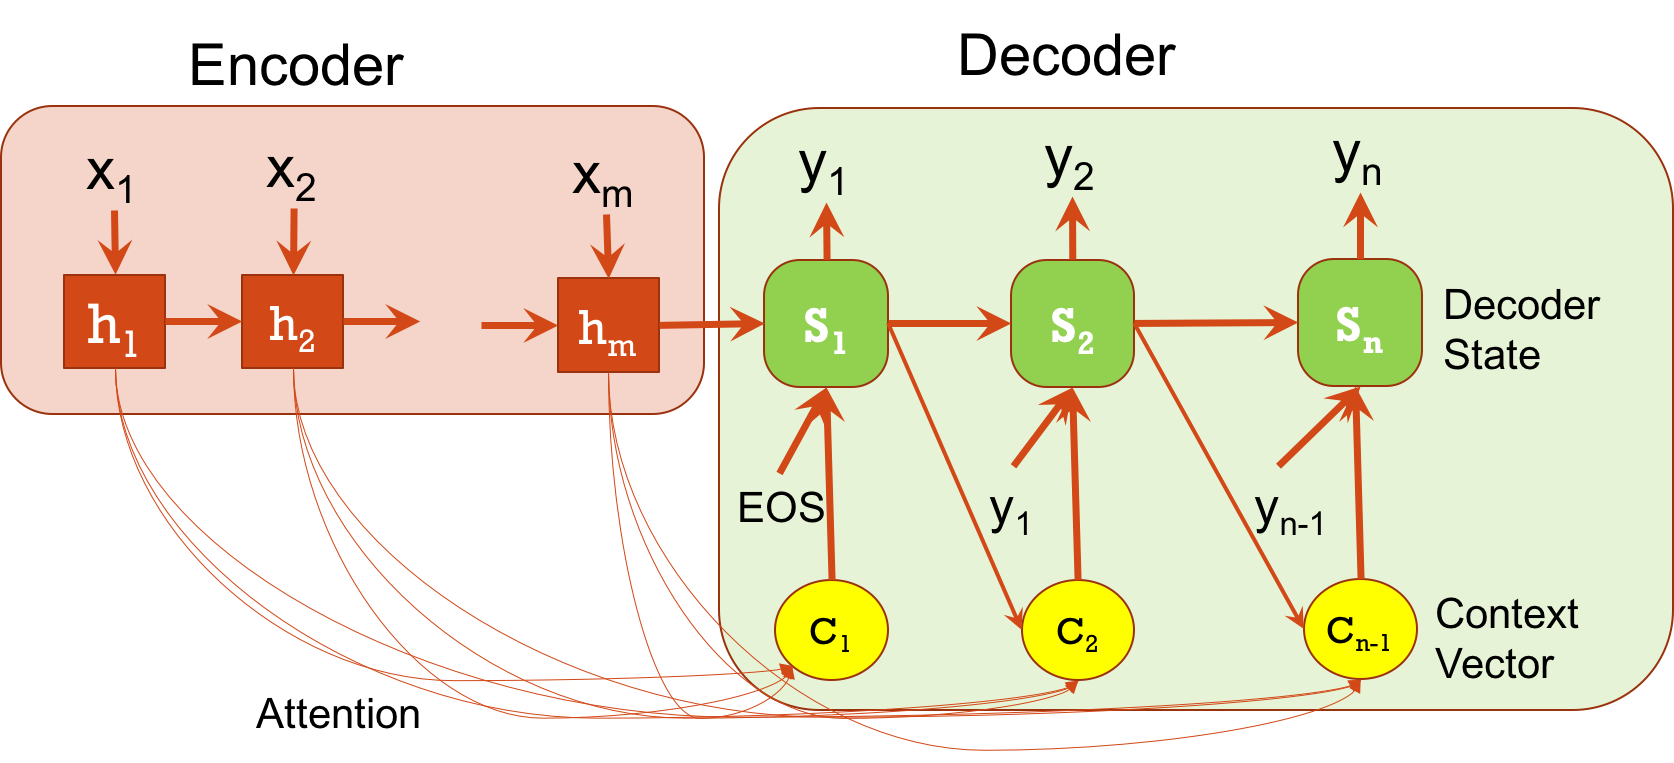 Encoder
Decoder
x1
x2
xm
y1
y2
yn
h1
h2
hm
S1
S2
Sn
Decoder
State
EOS
y1
yn-1
C1
C2
Cn-1
Context
Vector
Attention